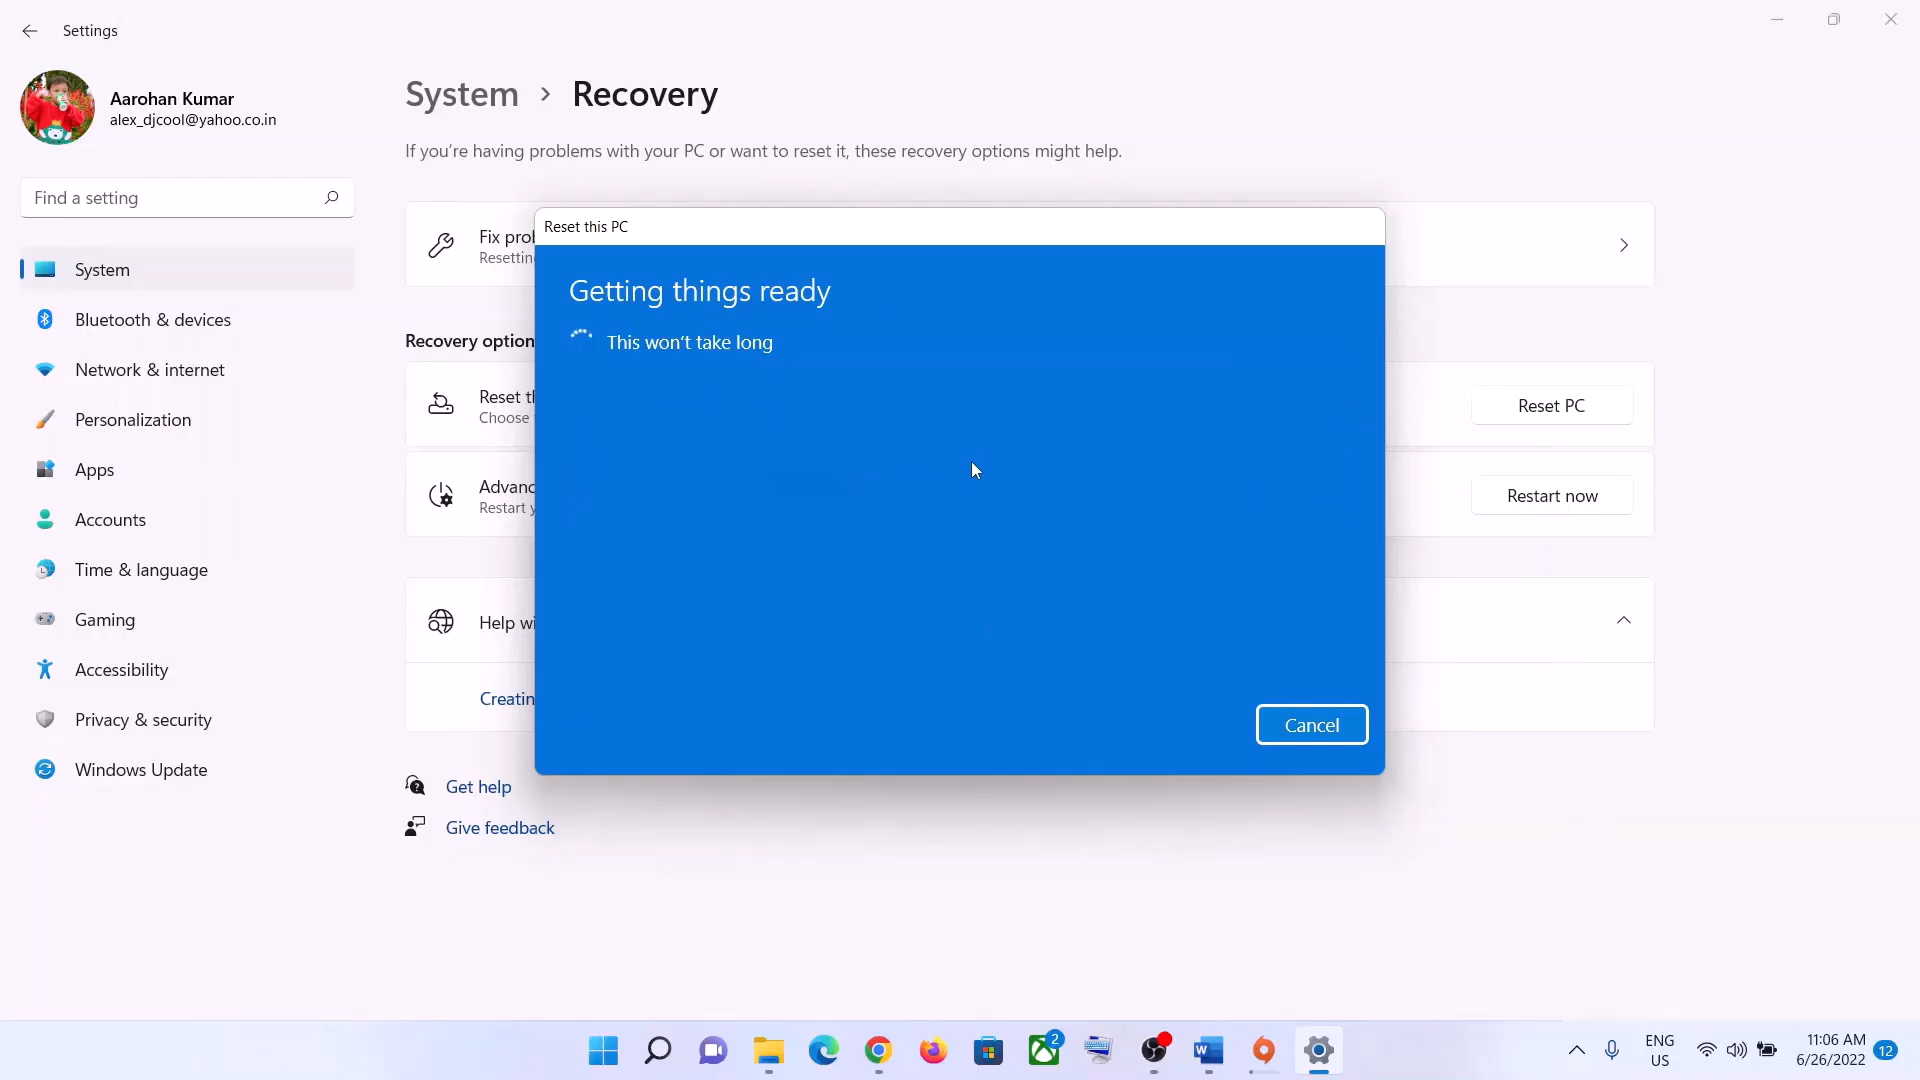 Settings
Aarohan Kumar
alex_djcool@yahoo.co.in
Find a setting
System
Bluetooth & devices
Network & internet
Personalization
Apps
Accounts
Time & language
Gaming
Accessibility
Privacy & security
Windows Update
System > Recovery
If you're having problems with your PC or want to reset it, these recovery options might help.
Fix pro
Resettin
Recovery option
Reset t
Choose
Reset PC
Advanc
Restart y
Restart now
Help wi
Creatin
Get help
Give feedback
Reset this PC
Getting things ready
This won't take long
Cancel
2
W
ENG
US
11:06 AM
6/26/2022
12